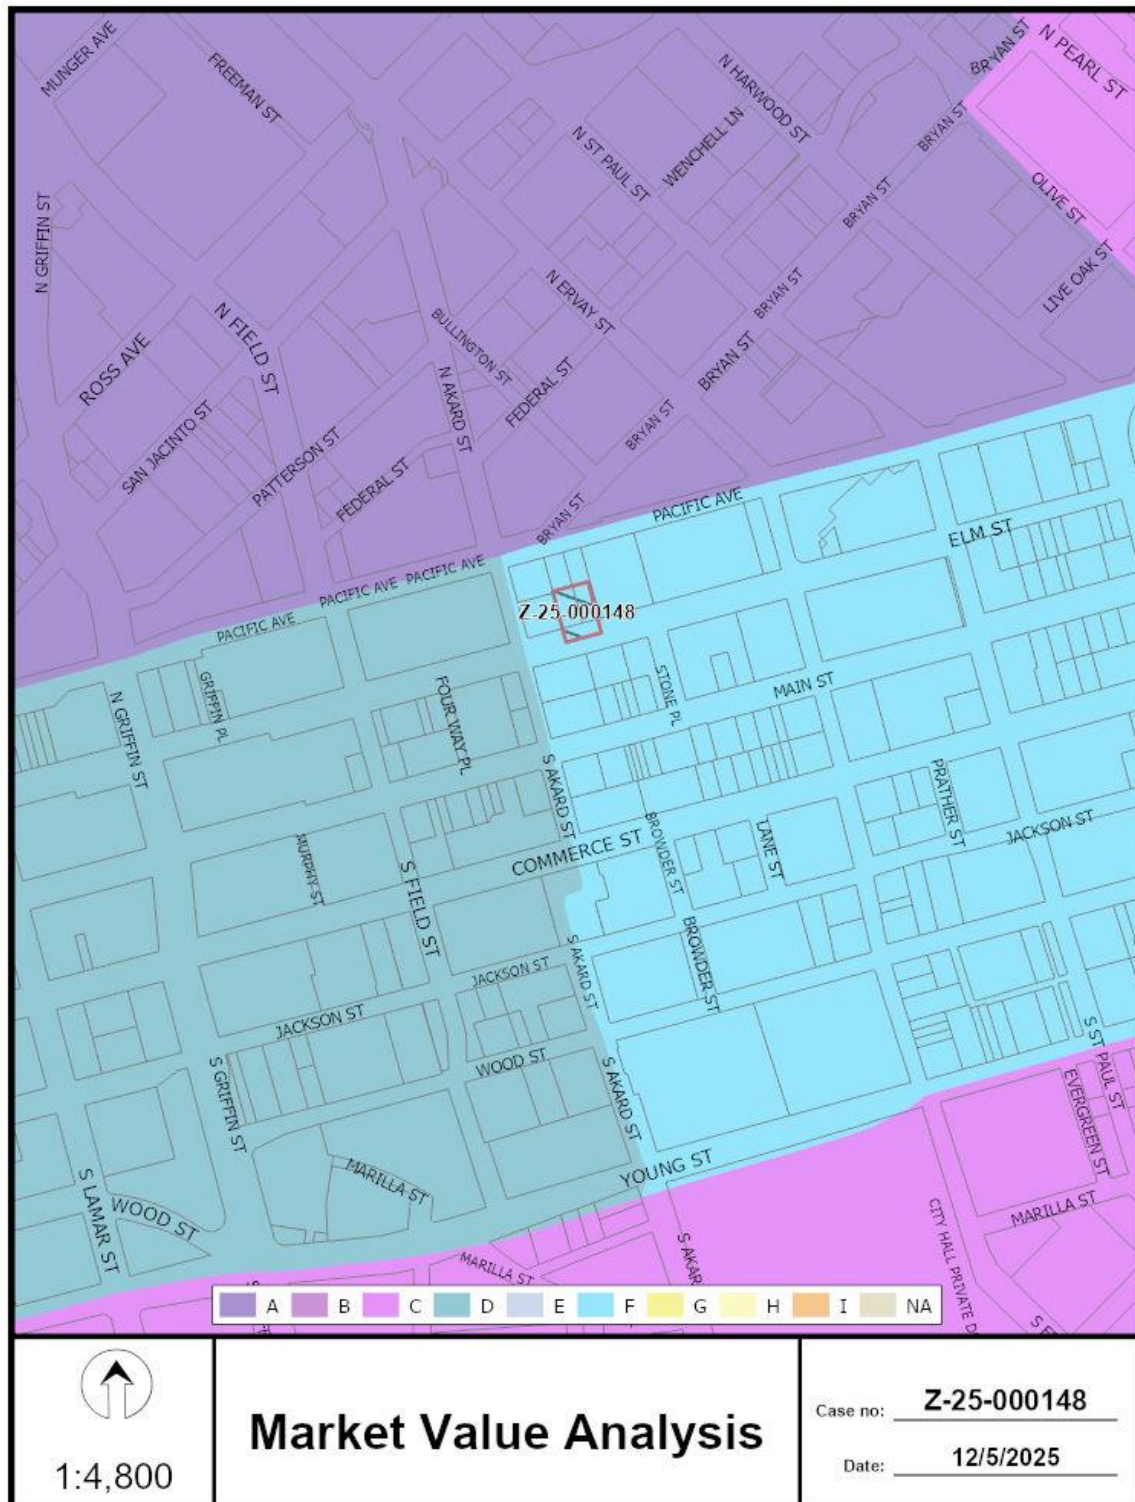 MUNGER AVE
FREEMAN ST
N HARWOOD ST
BRYAN ST
N PEARL ST
N ST PAUL ST
WENCHELL LN
BRYAN ST
OLIVE ST
BRYAN ST
N GRIFFIN ST
N ERVAY ST
BRYAN ST
LIVE OAK ST
N FIELD ST
BULLINGTON ST
ROSS AVE
FEDERAL ST
BRYAN ST
N AKARD ST
SAN JACINTO ST
PATTERSON ST
BRYAN ST
FEDERAL ST
BRYAN ST
PACIFIC AVE
ELM ST
PACIFIC AVE
PACIFIC AVE
PACIFIC AVE
Z-25-000148
GRIFFIN PL
FOUR WAY PL
STONE PL
MAIN ST
N GRIFFIN ST
S AKARD ST
PRATHER ST
JACKSON ST
MURPHY ST
COMMERCE ST
BROWDER ST
LANE ST
S FIELD ST
BROWDER ST
JACKSON ST
S AKARD ST
JACKSON ST
WOOD ST
S GRIFFIN ST
S AKARD ST
S ST PAUL ST
EVERGREEN ST
YOUNG ST
MARILLA ST
S LAMAR ST
WOOD ST
MARILLA ST
CITY HALL PRIVATE D
MARILLA ST
S AKAR
A B C D E F G H I NA
1:4,800
Market Value Analysis
Case no: Z-25-000148
Date: 12/5/2025